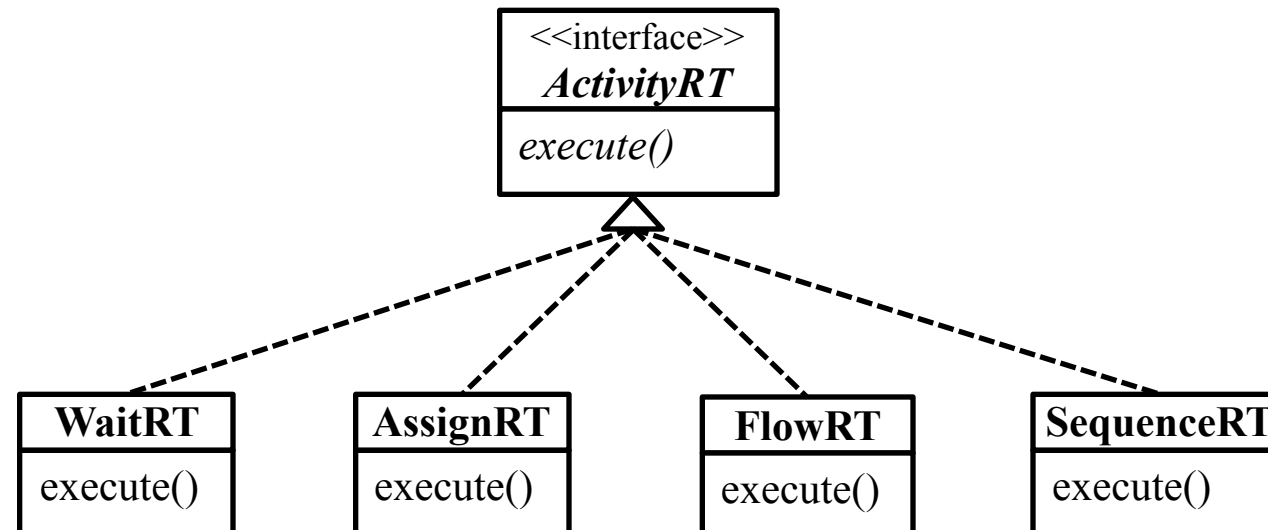 <<interface>>
ActivityRT
execute()
WaitRT
AssignRT
FlowRT
SequenceRT
execute()
execute()
execute()
execute()